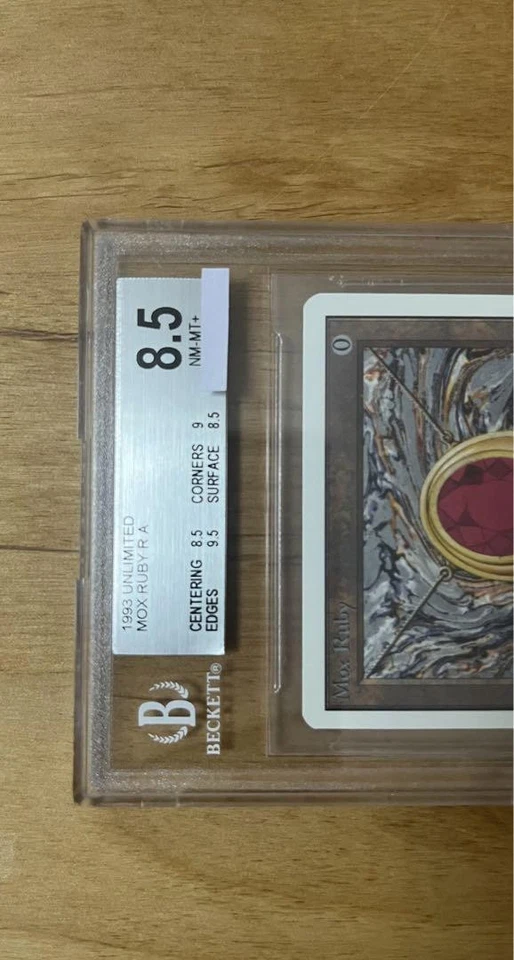 1993 UNLIMITED
MOX RUBY R A
8.5
NM-MT+
CENTERING 8.5 CORNERS 9
EDGES 9.5 SURFACE 8.5
B
BECKETT®
Mox Ruby
0